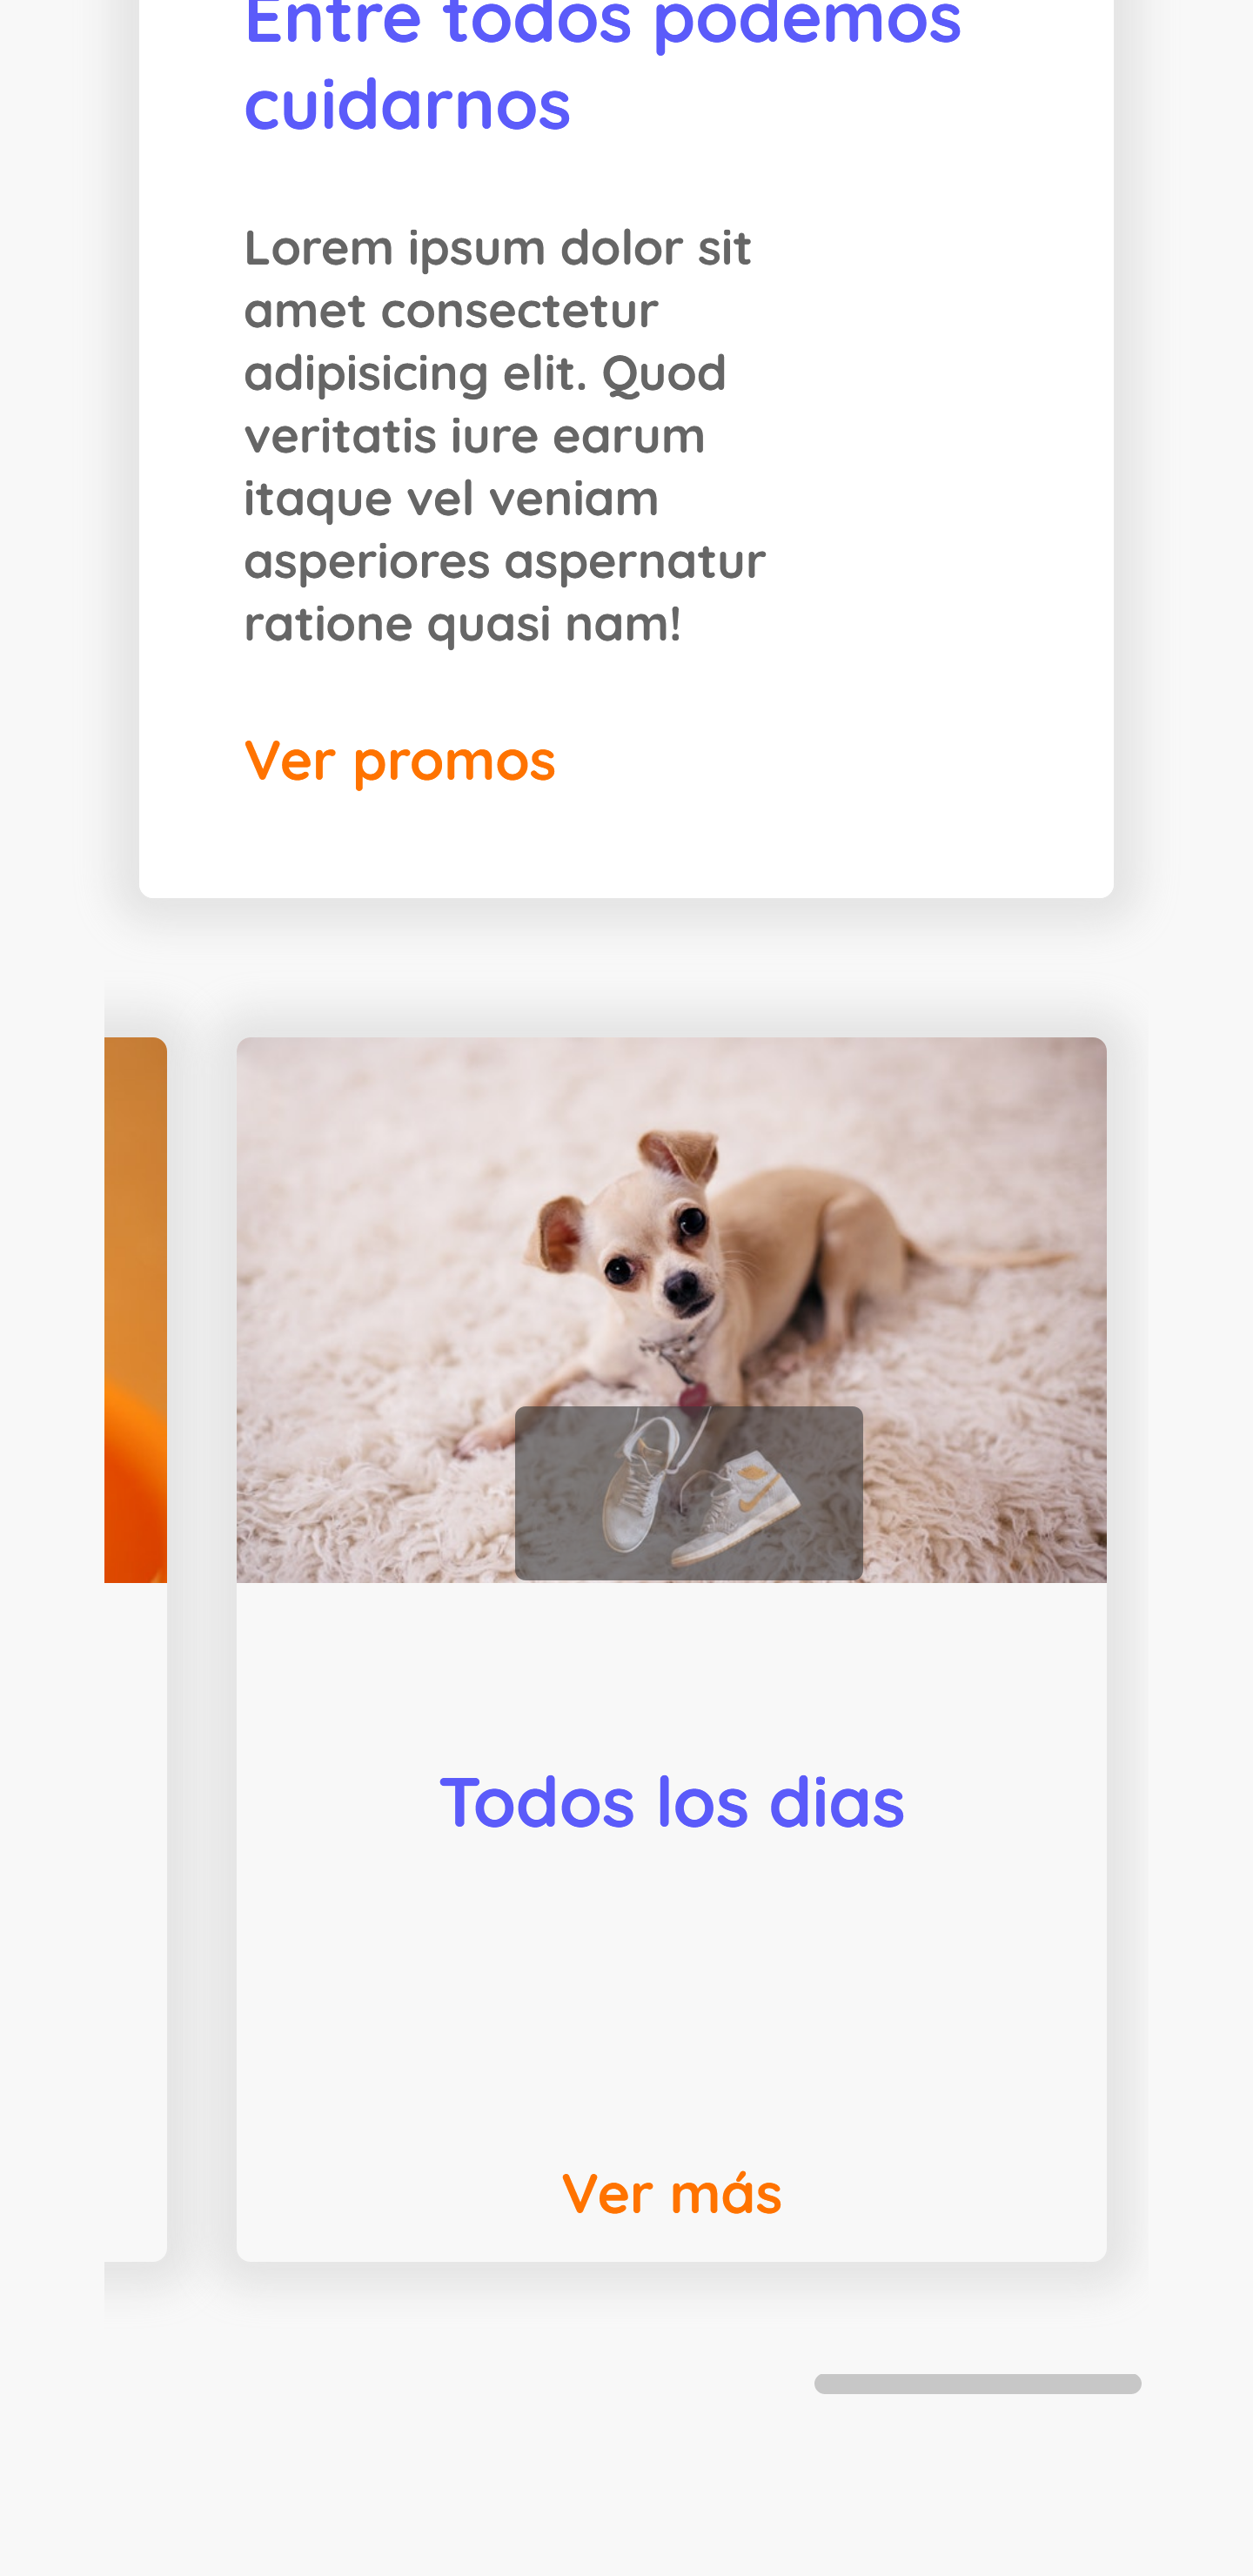 Entre todos podemos
cuidarnos
Lorem ipsum dolor sit
amet consectetur
adipisicing elit. Quod
veritatis iure earum
itaque vel veniam
asperiores aspernatur
ratione quasi nam!
Ver promos
Todos los dias
Ver más